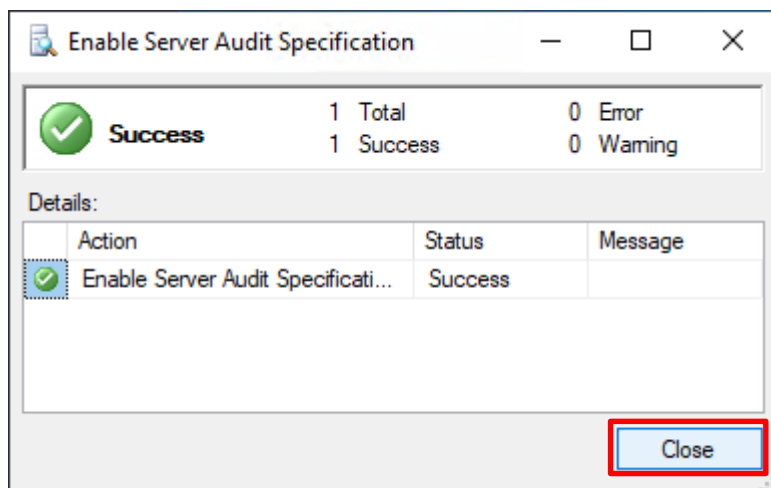 Enable Server Audit Specification
Success
1 Total
0 Error
1 Success
0 Warning
Details:
Action Status Message
Enable Server Audit Specificati... Success
Close